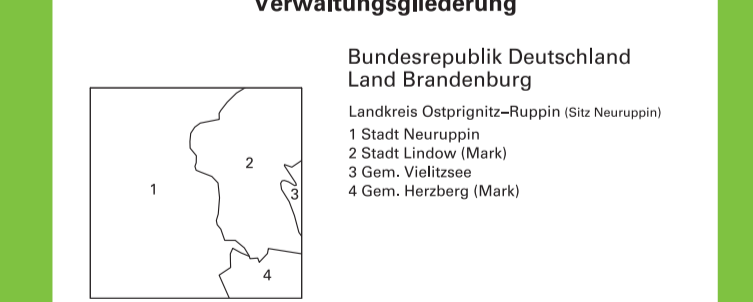 Verwaltungsgliederung
Bundesrepublik Deutschland
Land Brandenburg
Landkreis Ostprignitz–Ruppin (Sitz Neuruppin)
1 Stadt Neuruppin
2 Stadt Lindow (Mark)
3 Gem. Vielitzsee
4 Gem. Herzberg (Mark)
2
1
3
4